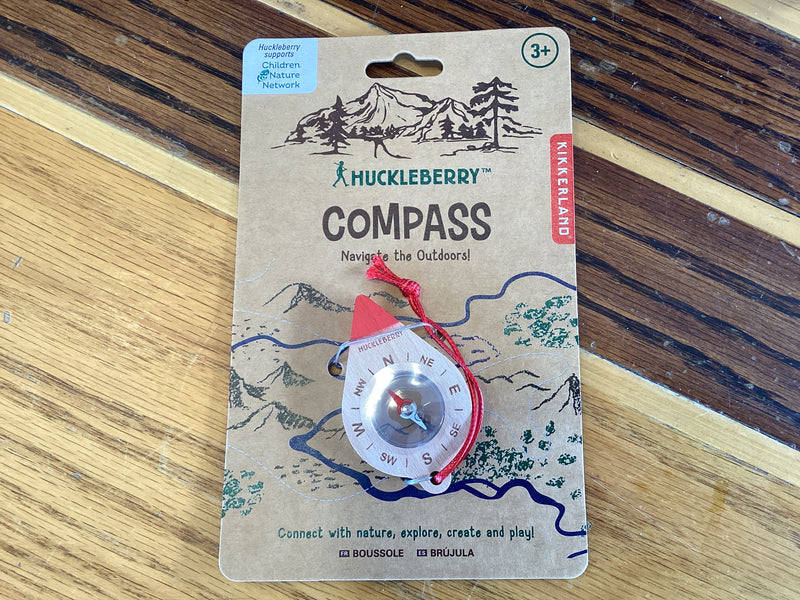 Huckleberry
supports
Children
& Nature
Network
3+
HUCKLEBERRY™
KIKKERLAND®
COMPASS
Navigate the Outdoors!
HUCKLEBERRY
N
NE
E
SE
S
SW
W
NW
Connect with nature, explore, create and play!
FR BOUSSOLE ES BRÚJULA